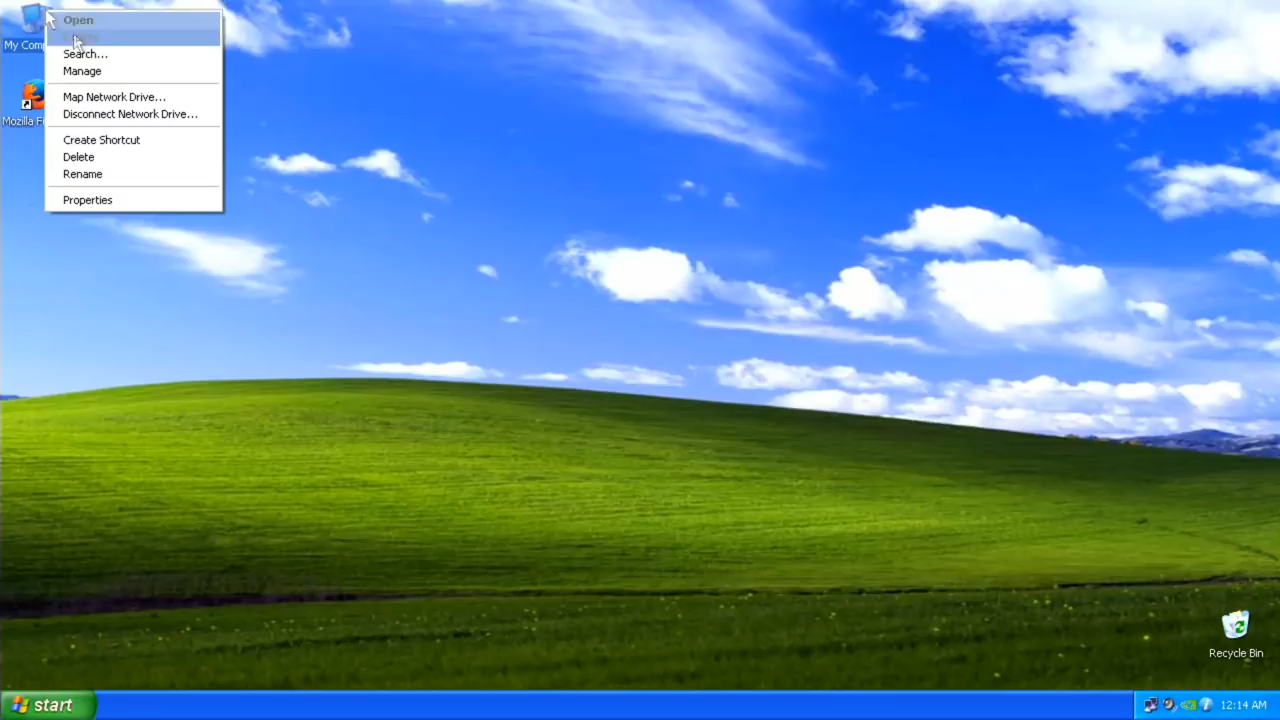 My Comp
Open
Search...
Manage
Map Network Drive...
Disconnect Network Drive...
Create Shortcut
Delete
Rename
Properties
Mozilla Fi
Recycle Bin
start
12:14 AM